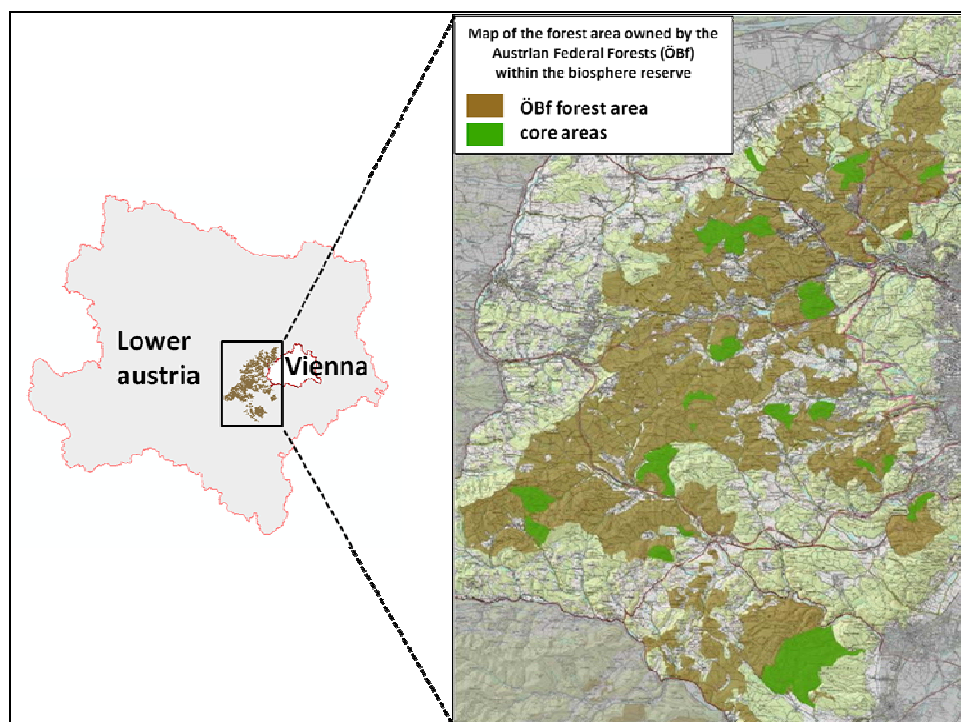 Map of the forest area owned by the
Austrian Federal Forests (ÖBf)
within the biosphere reserve
ÖBf forest area
core areas
Lower
austria
Vienna